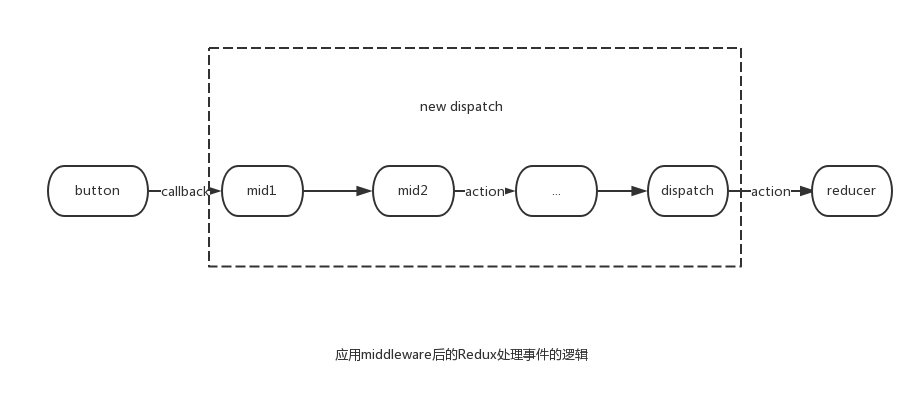 new dispatch
button
callback
mid1
mid2
action
...
dispatch
action
reducer
应用middleware后的Redux处理事件的逻辑